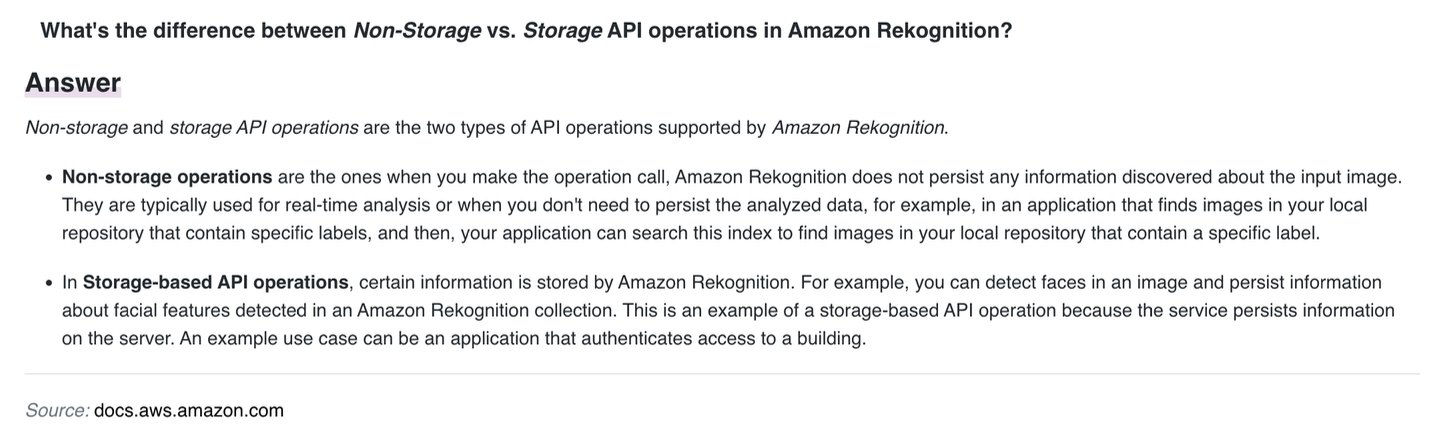 What's the difference between Non-Storage vs. Storage API operations in Amazon Rekognition?
Answer
Non-storage and storage API operations are the two types of API operations supported by Amazon Rekognition.
• Non-storage operations are the ones when you make the operation call, Amazon Rekognition does not persist any information discovered about the input image.
They are typically used for real-time analysis or when you don't need to persist the analyzed data, for example, in an application that finds images in your local
repository that contain specific labels, and then, your application can search this index to find images in your local repository that contain a specific label.
• In Storage-based API operations, certain information is stored by Amazon Rekognition. For example, you can detect faces in an image and persist information
about facial features detected in an Amazon Rekognition collection. This is an example of a storage-based API operation because the service persists information
on the server. An example use case can be an application that authenticates access to a building.
Source: docs.aws.amazon.com